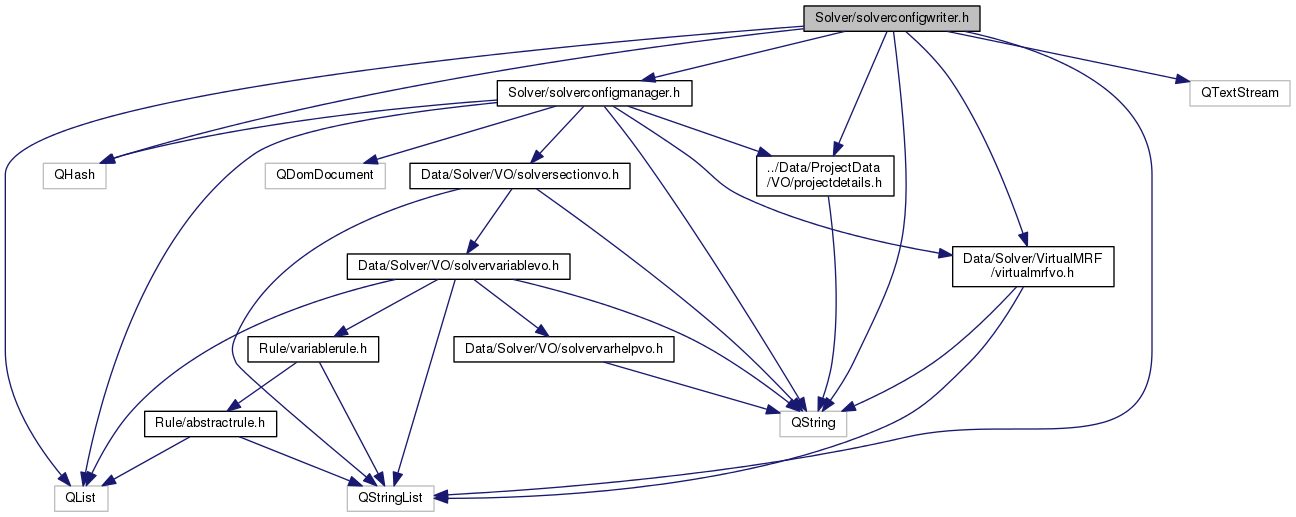 Solver/solverconfigwriter.h
Solver/solverconfigmanager.h
QTextStream
QHash
QDomDocument
Data/Solver/VO/solversectionvo.h
../Data/ProjectData
/VO/projectdetails.h
Data/Solver/VO/solvervariablevo.h
Data/Solver/VirtualMRF
/virtualmrfvo.h
Rule/variablerule.h
Data/Solver/VO/solvervarhelpvo.h
Rule/abstractrule.h
QString
QList
QStringList